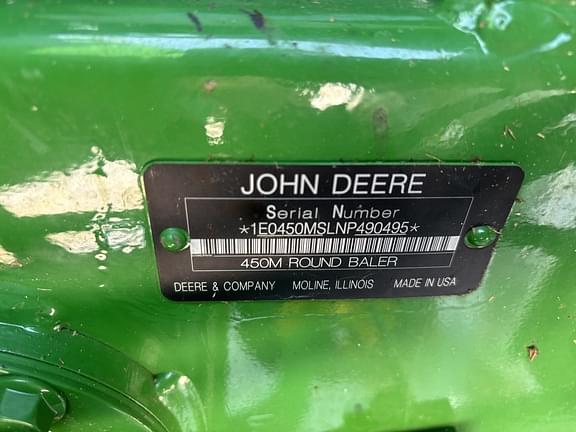 JOHN DEERE
Serial Number
*1E0450MSLNP490495*
450M ROUND BALER
DEERE & COMPANY MOLINE, ILLINOIS MADE IN USA